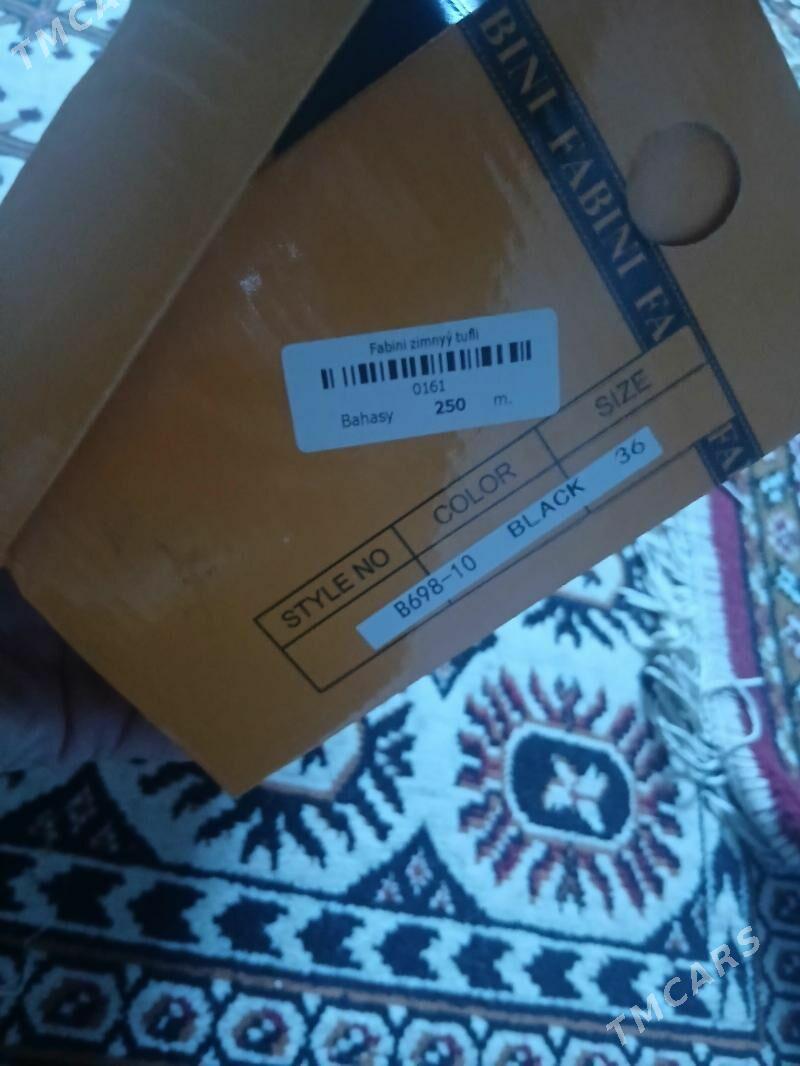 TMCARS
BINI FABINI FA
Fabini zimnyý tufli
0161
Bahasy 250 m.
FA
STYLE NO COLOR SIZE
B698-10 BLACK 36
TMCARS